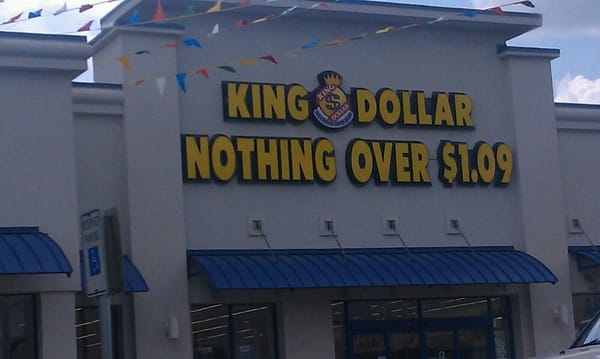 KING DOLLAR
NOTHING OVER $1.09